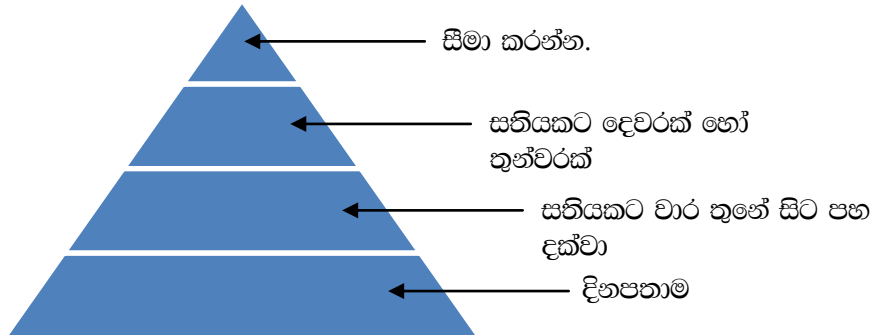 සීමා කරන්න.
සතියකට දෙවරක් හෝ
තුන්වරක්
සතියකට වාර තුනේ සිට පහ
දක්වා
දිනපතාම